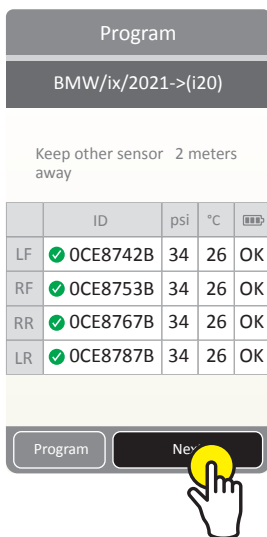 Program
BMW/ix/2021->(i20)
Keep other sensor 2 meters
away
ID psi °C
LF 0CE8742B 34 26 OK
RF 0CE8753B 34 26 OK
RR 0CE8767B 34 26 OK
LR 0CE8787B 34 26 OK
Program